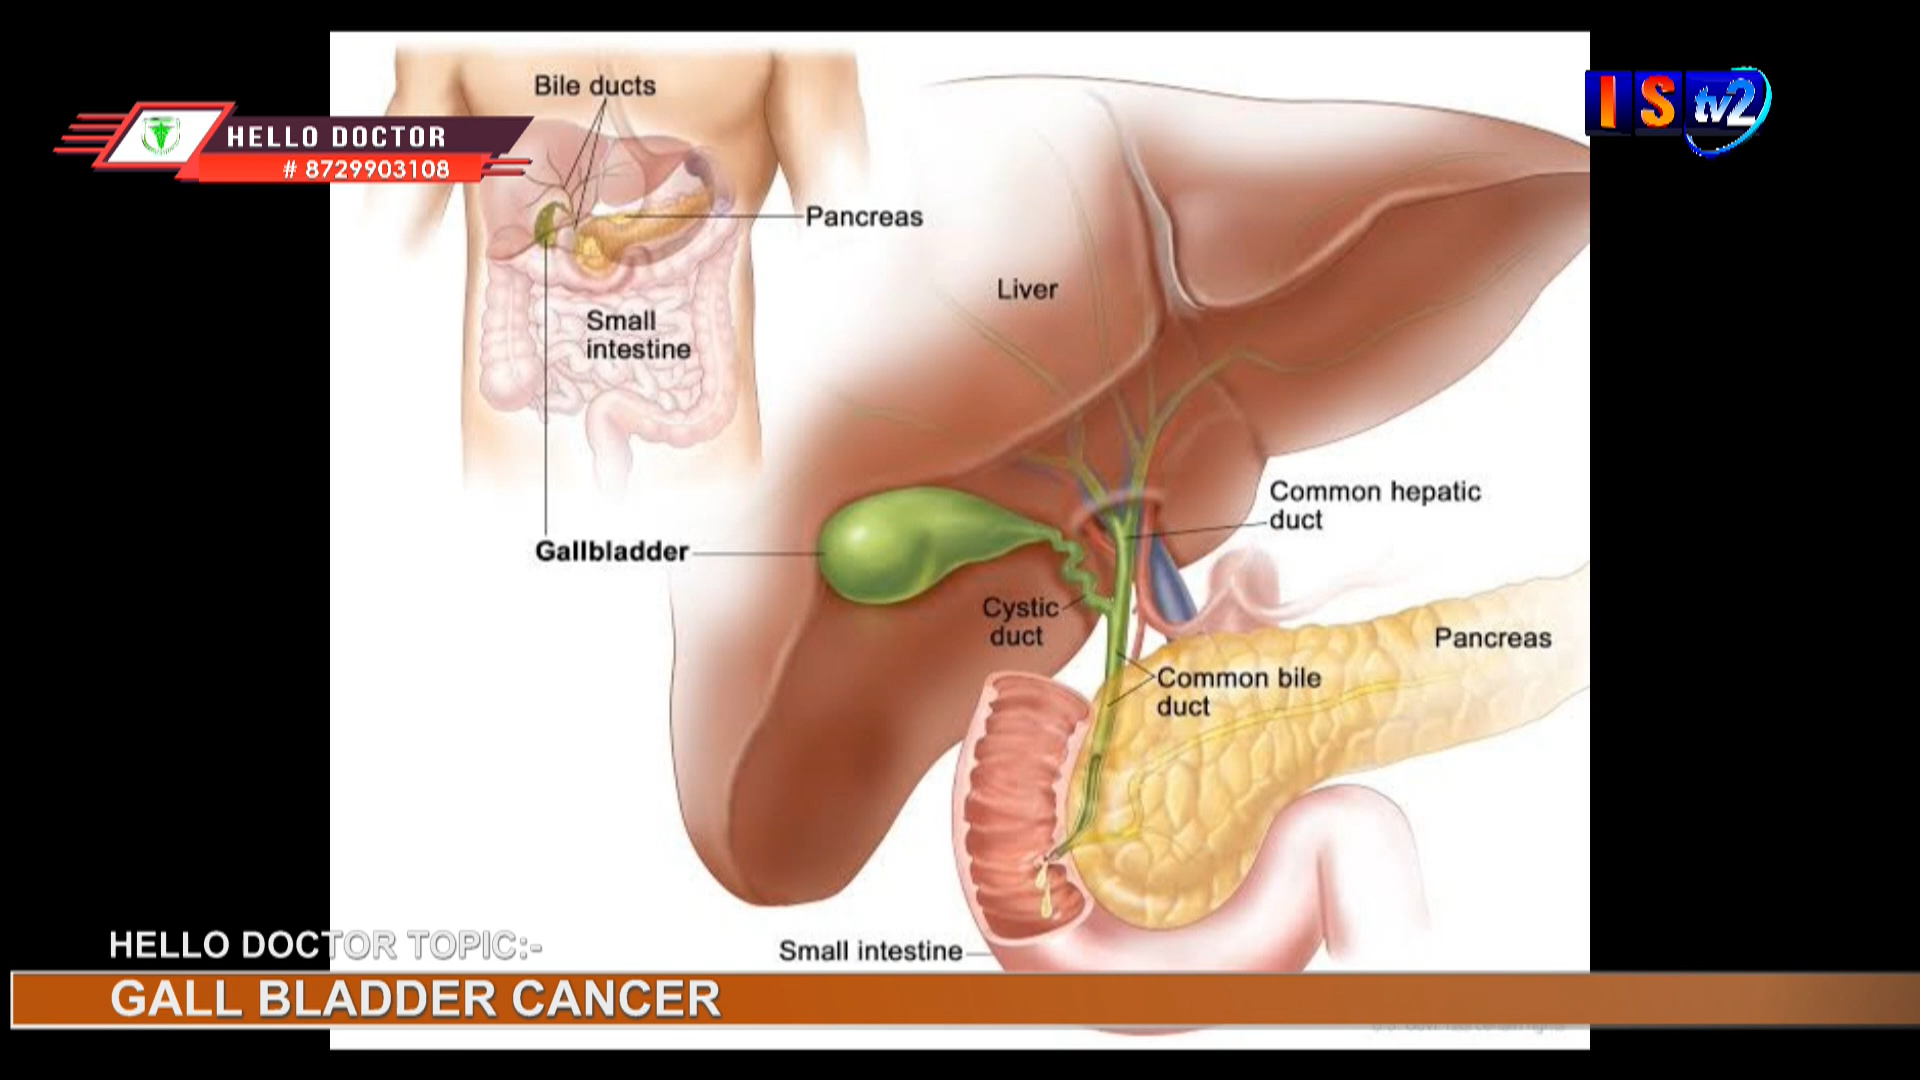 Bile ducts
HELLO DOCTOR
# 8729903108
IS tv2
Pancreas
Liver
Small
intestine
Common hepatic
duct
Gallbladder
Cystic
duct
Pancreas
Common bile
duct
Small intestine
HELLO DOCTOR TOPIC:-
GALL BLADDER CANCER